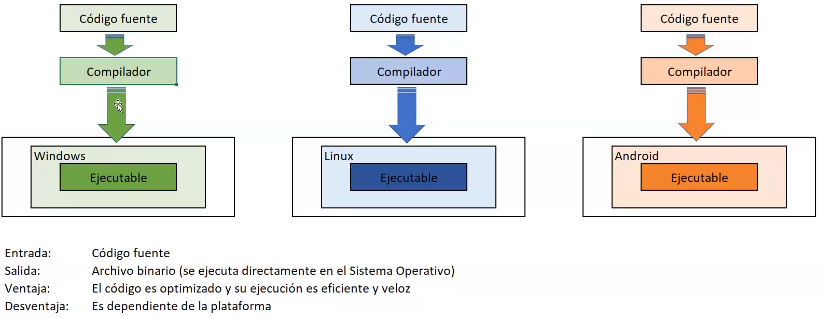 Código fuente Código fuente Código fuente
Compilador Compilador Compilador
Windows Linux Android
Ejecutable Ejecutable Ejecutable
Entrada: Código fuente
Salida: Archivo binario (se ejecuta directamente en el Sistema Operativo)
Ventaja: El código es optimizado y su ejecución es eficiente y veloz
Desventaja: Es dependiente de la plataforma